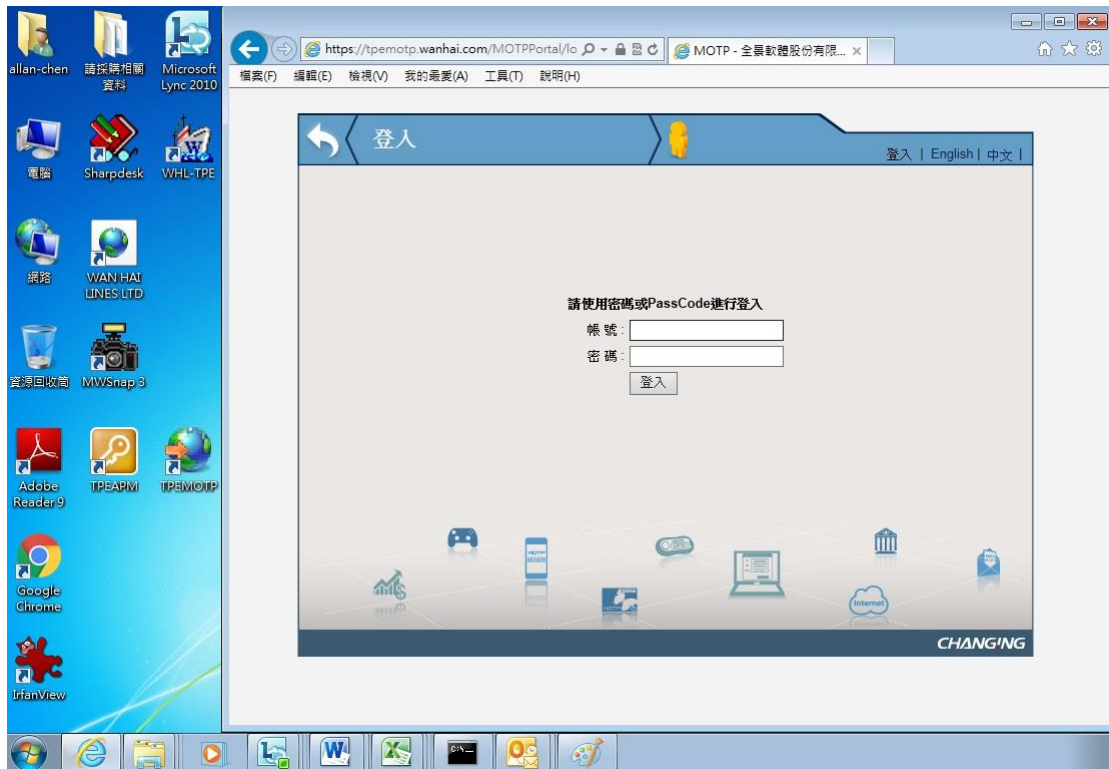 allan-chen
請採購相關資料
Microsoft Lync 2010
電腦
Sharpdesk
WHL-TPE
網路
WAN HAI LINES LTD
資源回收筒
MWSnap 3
Adobe Reader 9
TPEAPM
TPEMOTP
Google Chrome
IrfanView
https://tpemotp.wanhai.com/MOTPPortal/lo
MOTP - 全景軟體股份有限...
檔案(F) 編輯(E) 檢視(V) 我的最愛(A) 工具(T) 說明(H)
登入
登入 | English | 中文 |
請使用密碼或PassCode進行登入
帳 號 :
密 碼 :
登入
Internet
CHANGING